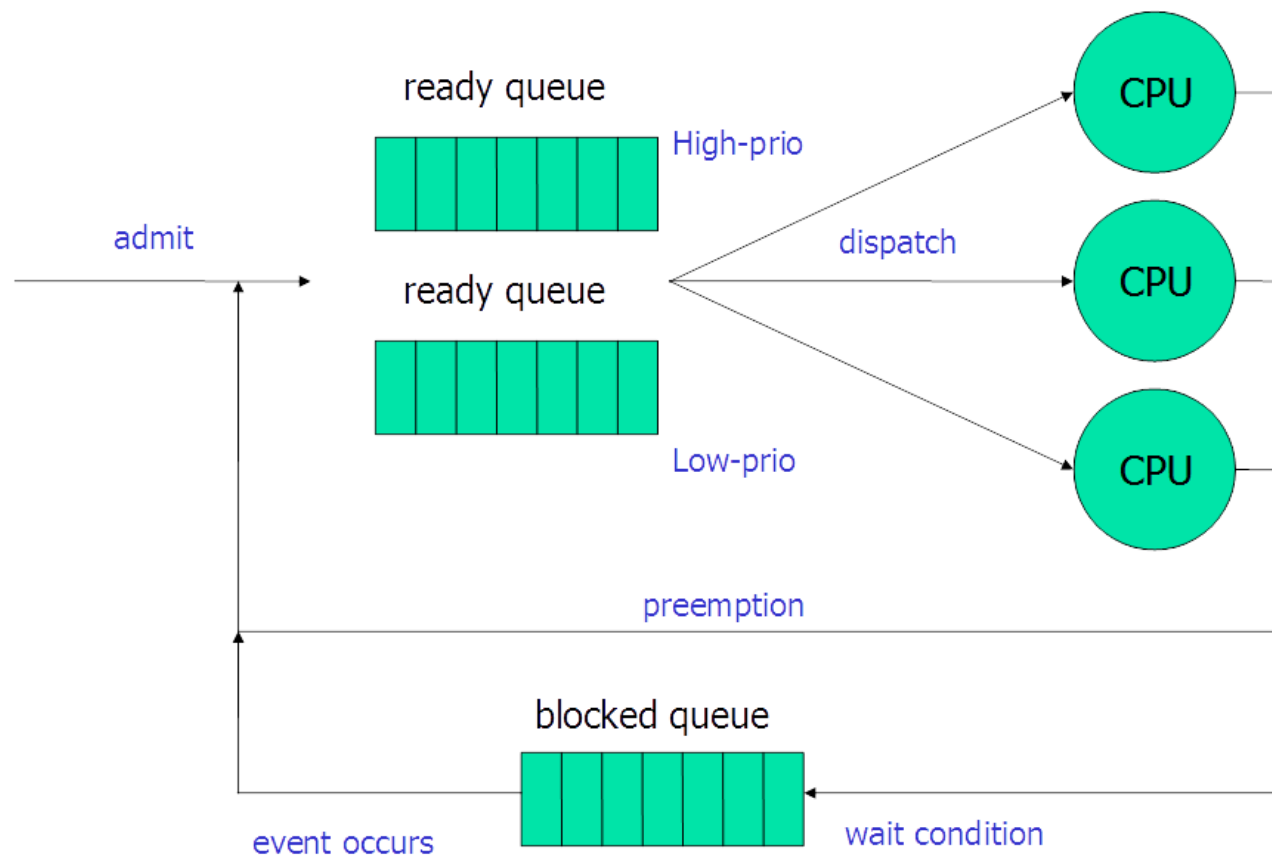 ready queue
High-prio
CPU
admit
dispatch
ready queue
CPU
Low-prio
CPU
preemption
blocked queue
event occurs
wait condition